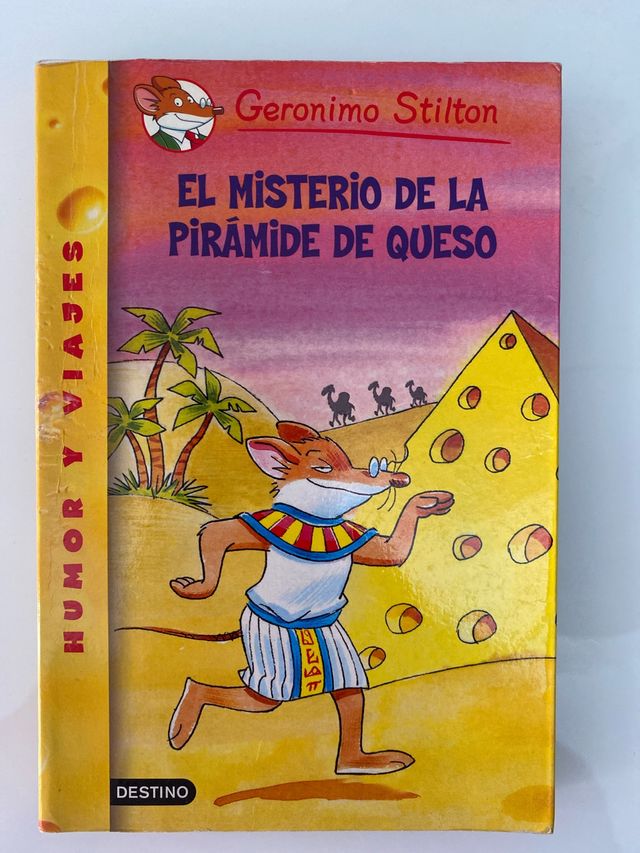 Geronimo Stilton
EL MISTERIO DE LA
PIRÁMIDE DE QUESO
HUMOR Y VIAJES
DESTINO